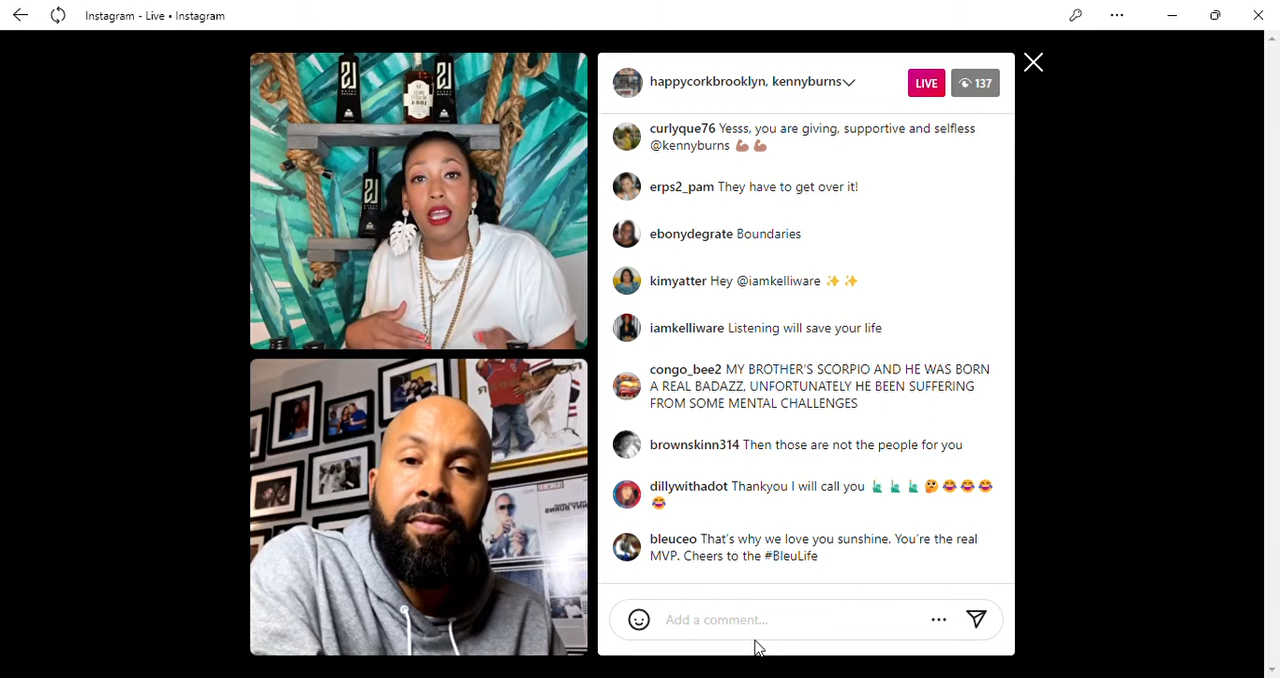 Instagram - Live • Instagram
21
21
happycorkbrooklyn, kennyburns
LIVE
137
curlyque76 Yesss, you are giving, supportive and selfless
@kennyburns 💪🏽 💪🏽
erps2_pam They have to get over it!
ebonydegrate Boundaries
kimyatter Hey @iamkelliware ✨ ✨
iamkelliware Listening will save your life
congo_bee2 MY BROTHER'S SCORPIO AND HE WAS BORN
A REAL BADAZZ, UNFORTUNATELY HE BEEN SUFFERING
FROM SOME MENTAL CHALLENGES
brownskinn314 Then those are not the people for you
dillywithadot Thankyou I will call you 🗽 🗽 🗽 🤔 😂 😂 😂
😂
bleuceo That's why we love you sunshine. You're the real
MVP. Cheers to the #BleuLife
Add a comment...